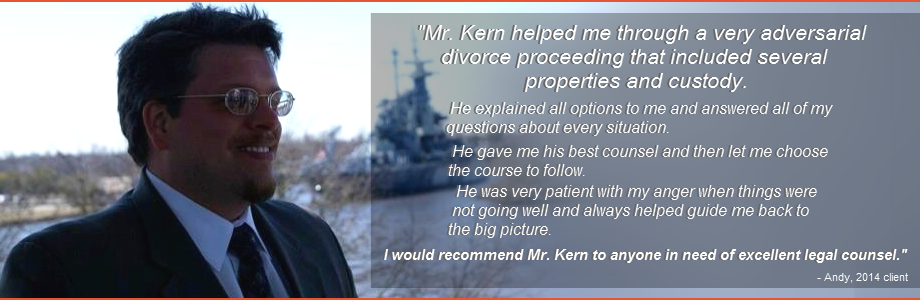 "Mr. Kern helped me through a very adversarial
divorce proceeding that included several
properties and custody.
He explained all options to me and answered all of my
questions about every situation.
He gave me his best counsel and then let me choose
the course to follow.
He was very patient with my anger when things were
not going well and always helped guide me back to
the big picture.
I would recommend Mr. Kern to anyone in need of excellent legal counsel."
- Andy, 2014 client